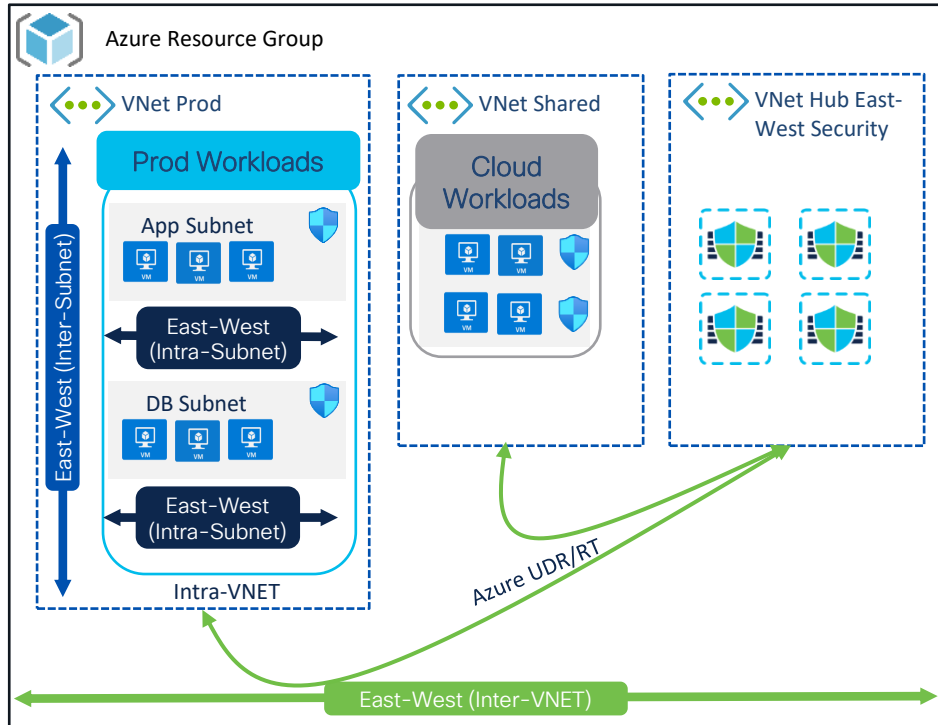 Azure Resource Group
VNet Prod
Prod Workloads
App Subnet
VM
VM
VM
East-West
(Intra-Subnet)
DB Subnet
VM
VM
VM
East-West
(Intra-Subnet)
Intra-VNET
East-West (Inter-Subnet)
VNet Shared
Cloud
Workloads
VM
VM
VM
VM
VNet Hub East-
West Security
Azure UDR/RT
East-West (Inter-VNET)